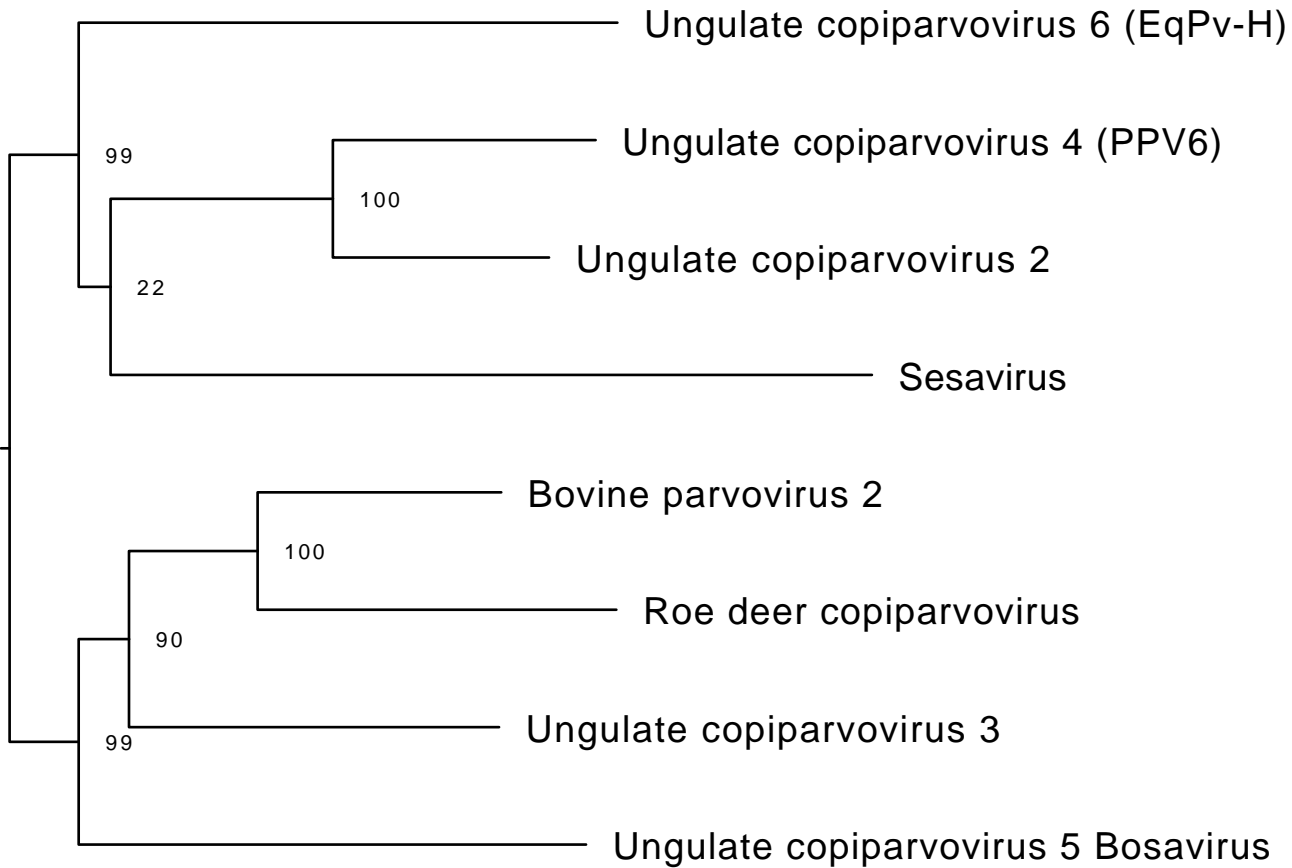 Ungulate copiparvovirus 6 (EqPv-H)
Ungulate copiparvovirus 4 (PPV6)
99
100
Ungulate copiparvovirus 2
22
Sesavirus
Bovine parvovirus 2
100
Roe deer copiparvovirus
90
Ungulate copiparvovirus 3
99
Ungulate copiparvovirus 5 Bosavirus